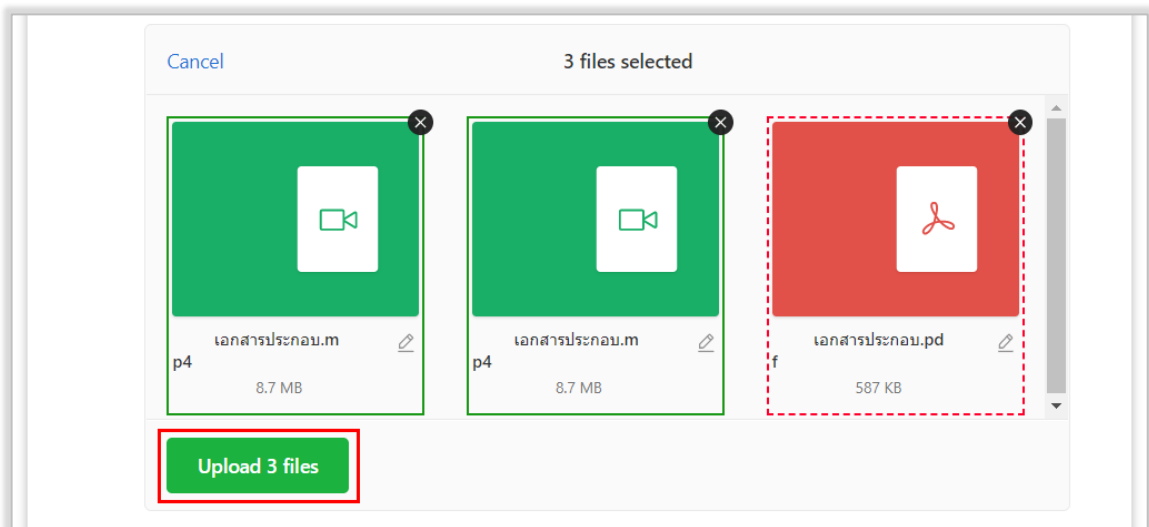 Cancel
3 files selected
เอกสารประกอบ.m
p4
8.7 MB
เอกสารประกอบ.m
p4
8.7 MB
เอกสารประกอบ.pd
f
587 KB
Upload 3 files